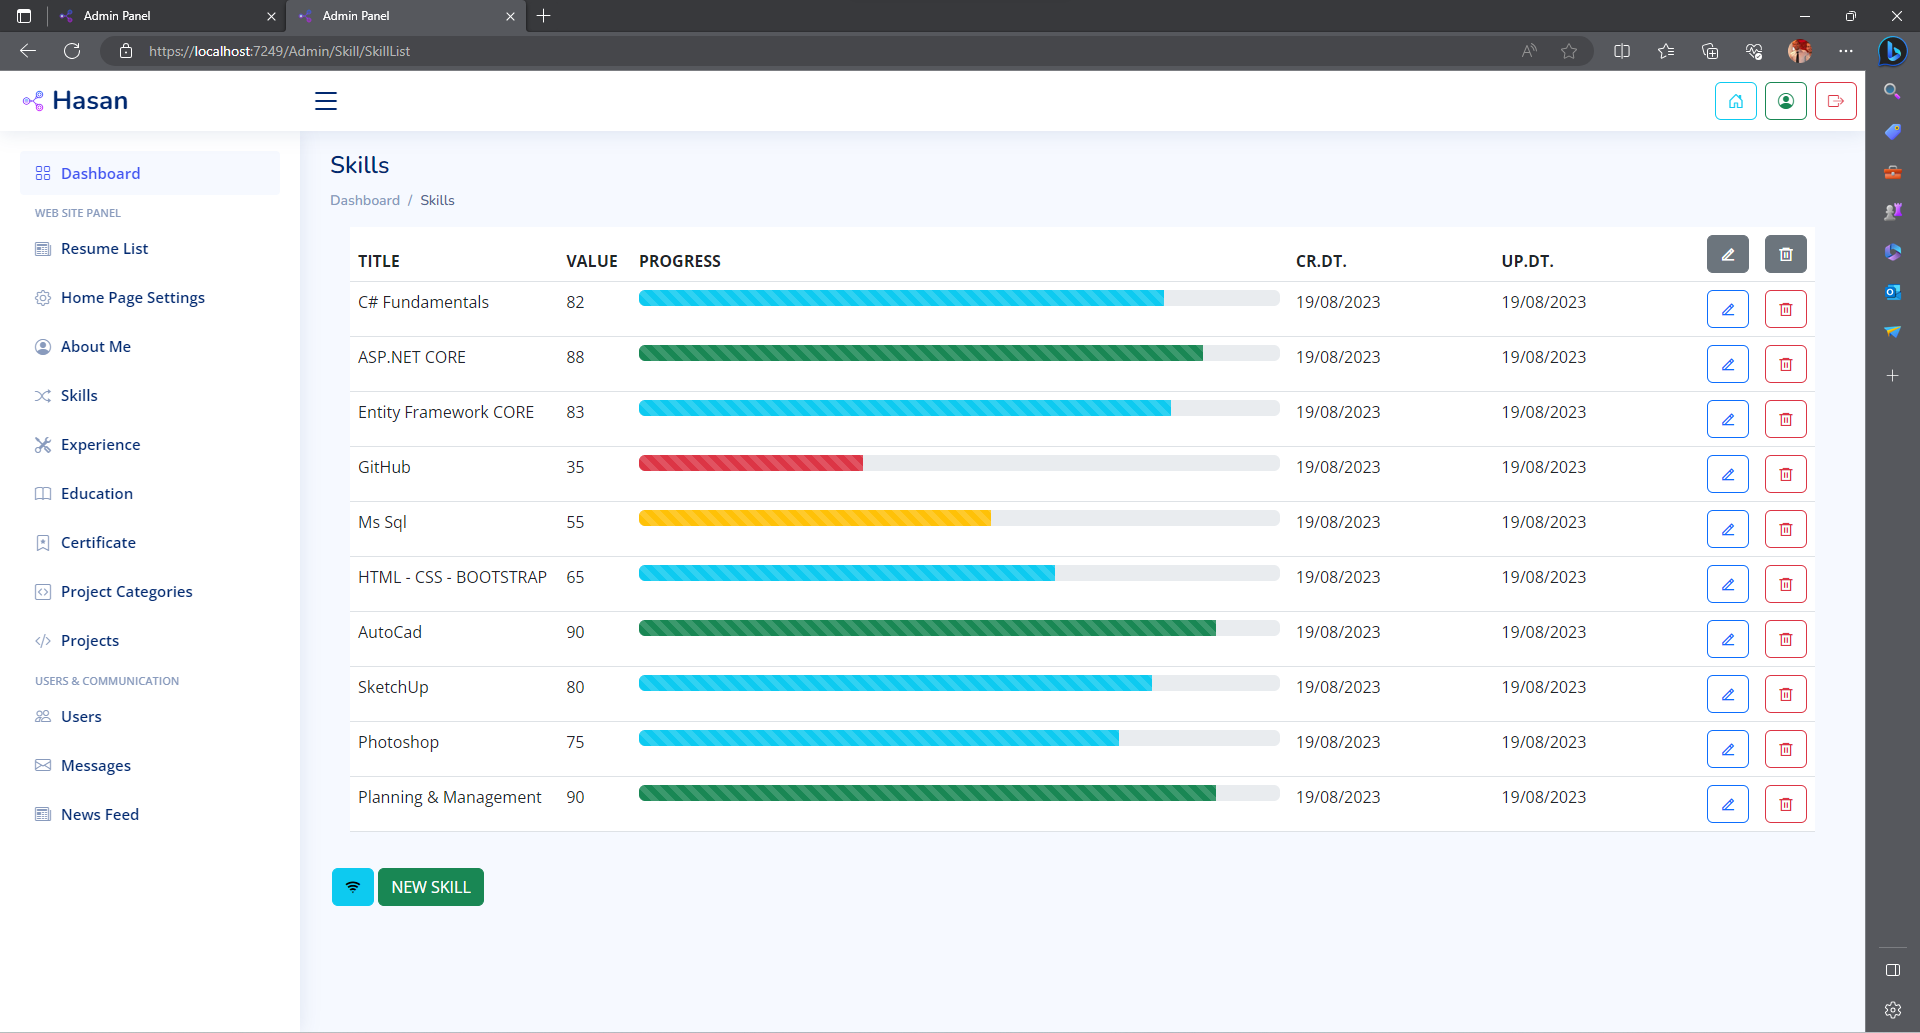 Admin Panel
Admin Panel
https://localhost:7249/Admin/Skill/SkillList
Hasan
Dashboard
WEB SITE PANEL
Resume List
Home Page Settings
About Me
Skills
Experience
Education
Certificate
Project Categories
Projects
USERS & COMMUNICATION
Users
Messages
News Feed
Skills
Dashboard / Skills
TITLE VALUE PROGRESS CR.DT. UP.DT.
C# Fundamentals 82 19/08/2023 19/08/2023
ASP.NET CORE 88 19/08/2023 19/08/2023
Entity Framework CORE 83 19/08/2023 19/08/2023
GitHub 35 19/08/2023 19/08/2023
Ms Sql 55 19/08/2023 19/08/2023
HTML - CSS - BOOTSTRAP 65 19/08/2023 19/08/2023
AutoCad 90 19/08/2023 19/08/2023
SketchUp 80 19/08/2023 19/08/2023
Photoshop 75 19/08/2023 19/08/2023
Planning & Management 90 19/08/2023 19/08/2023
NEW SKILL